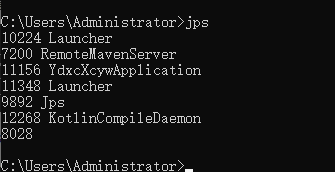 C:\Users\Administrator>jps
10224 Launcher
7200 RemoteMavenServer
11156 YdxcXcywApplication
11348 Launcher
9892 Jps
12268 KotlinCompileDaemon
8028
C:\Users\Administrator>